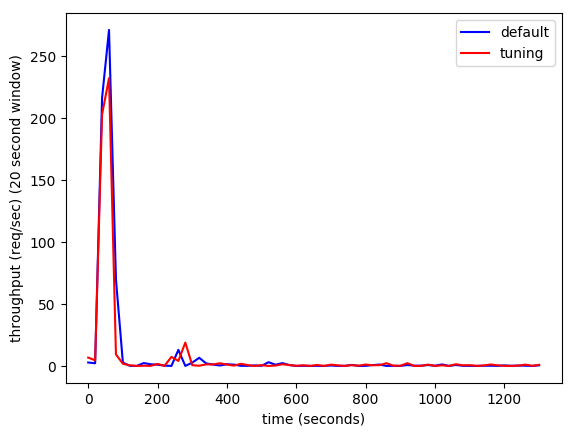 default
tuning
throughput (req/sec) (20 second window)
250
200
150
100
50
0
0 200 400 600 800 1000 1200
time (seconds)